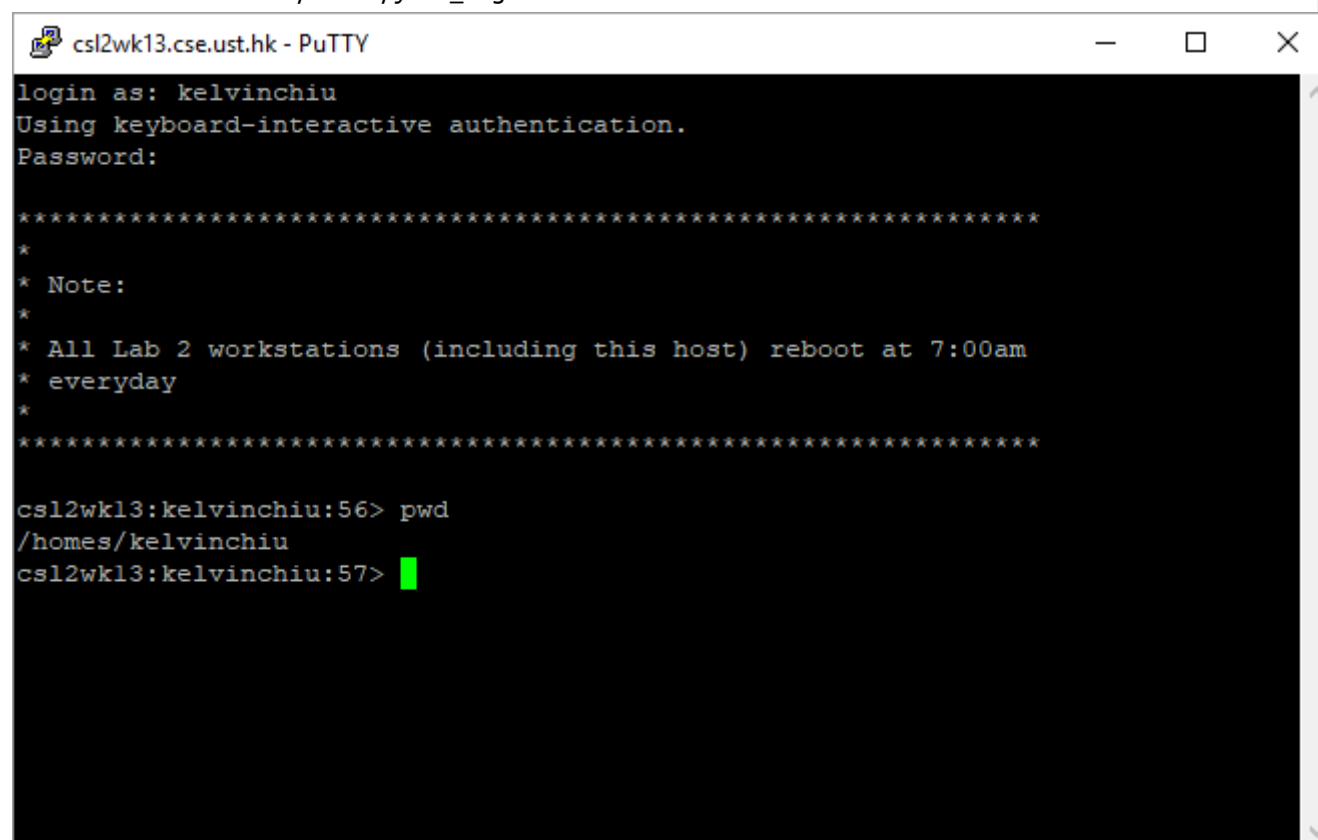 csl2wk13.cse.ust.hk - PuTTY
login as: kelvinchiu
Using keyboard-interactive authentication.
Password:
****************************************************************
*
* Note:
*
* All Lab 2 workstations (including this host) reboot at 7:00am
* everyday
*
****************************************************************
csl2wk13:kelvinchiu:56> pwd
/homes/kelvinchiu
csl2wk13:kelvinchiu:57>